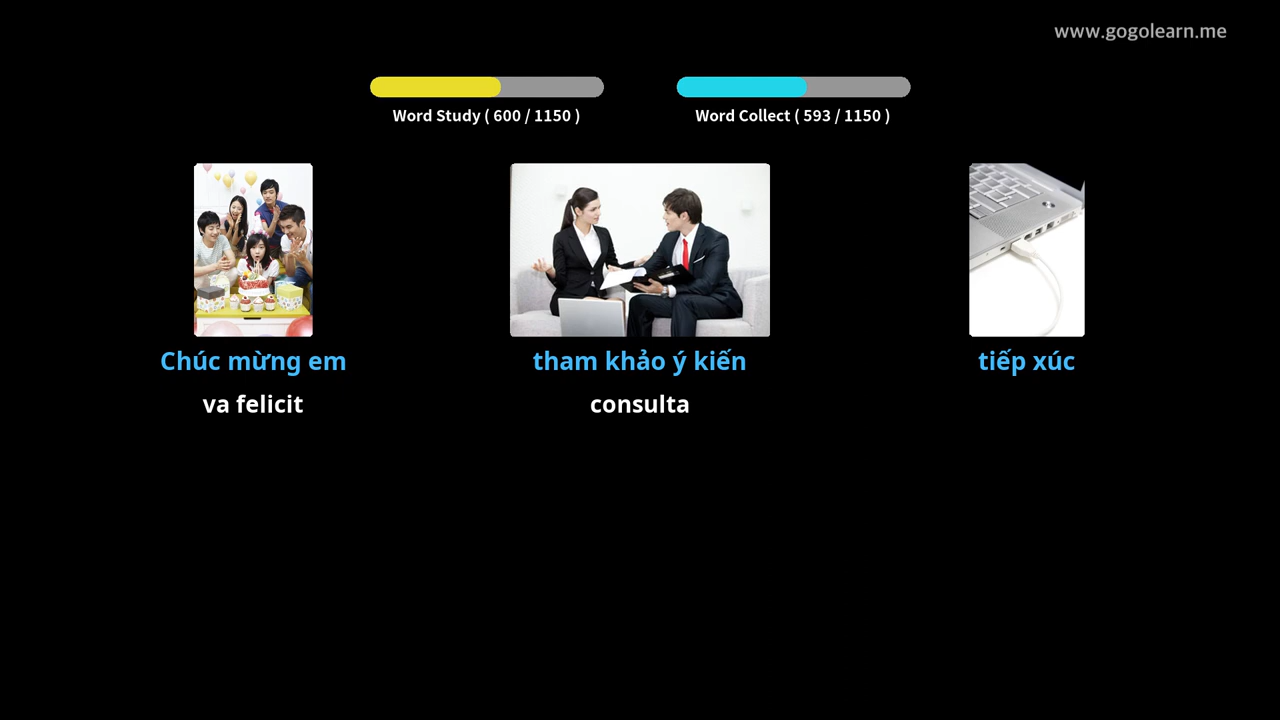 www.gogolearn.me
Word Study ( 600 / 1150 )
Word Collect ( 593 / 1150 )
Chúc mừng em
va felicit
tham khảo ý kiến
consulta
tiếp xúc